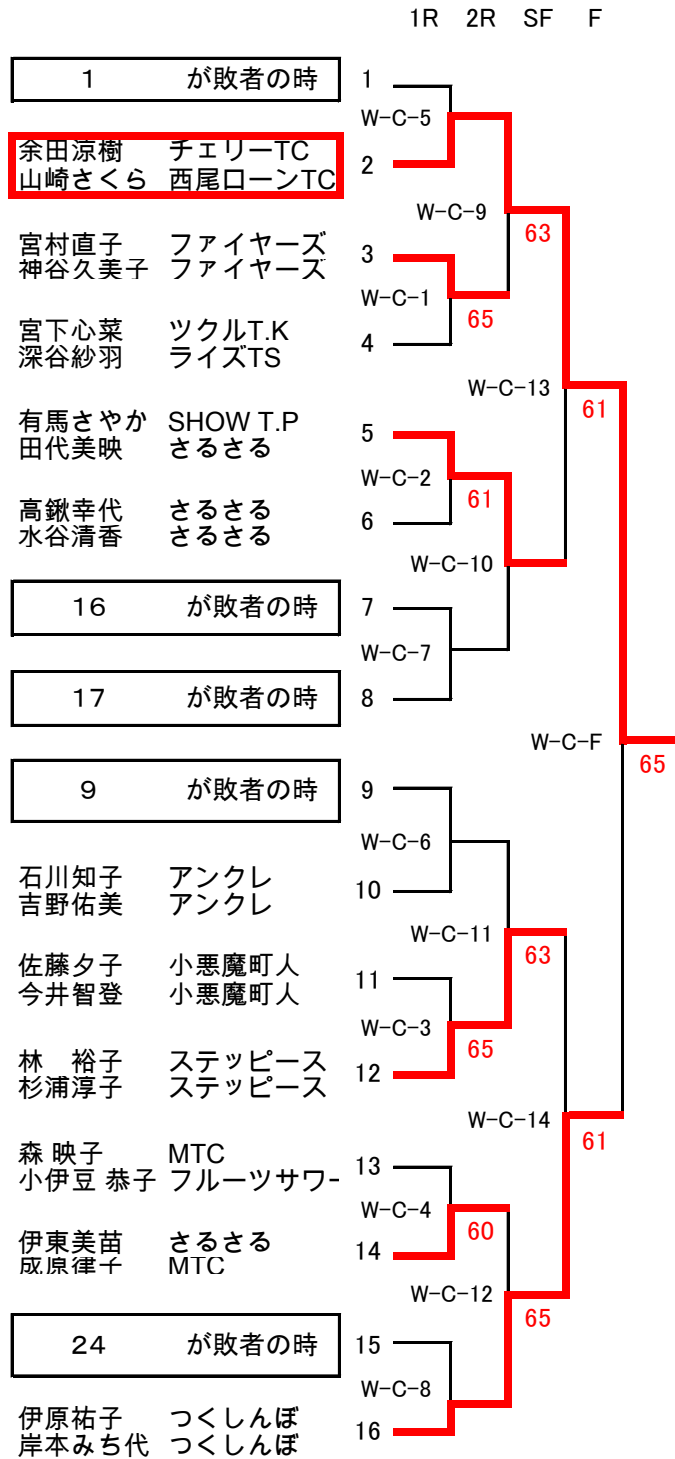 1R 2R SF F
1 が敗者の時 1
W-C-5
余田涼樹 チェリーTC
山崎さくら 西尾ローンTC
2
W-C-9
63
宮村直子 ファイヤーズ
神谷久美子 ファイヤーズ
3
W-C-1
65
宮下心菜 ツクルT.K
深谷紗羽 ライズTS
4
W-C-13
61
有馬さやか SHOW T.P
田代美映 さるさる
5
W-C-2
61
高鍬幸代 さるさる
水谷清香 さるさる
6
W-C-10
16 が敗者の時 7
W-C-7
17 が敗者の時 8
W-C-F
65
9 が敗者の時 9
W-C-6
石川知子 アンクレ
吉野佑美 アンクレ
10
W-C-11
63
佐藤夕子 小悪魔町人
今井智登 小悪魔町人
11
W-C-3
65
林 裕子 ステッピース
杉浦淳子 ステッピース
12
W-C-14
61
森 映子 MTC
小伊豆 恭子 フルーツサワー
13
W-C-4
60
伊東美苗 さるさる
成原律子 MTC
14
W-C-12
65
24 が敗者の時 15
W-C-8
伊原祐子 つくしんぼ
岸本みち代 つくしんぼ
16